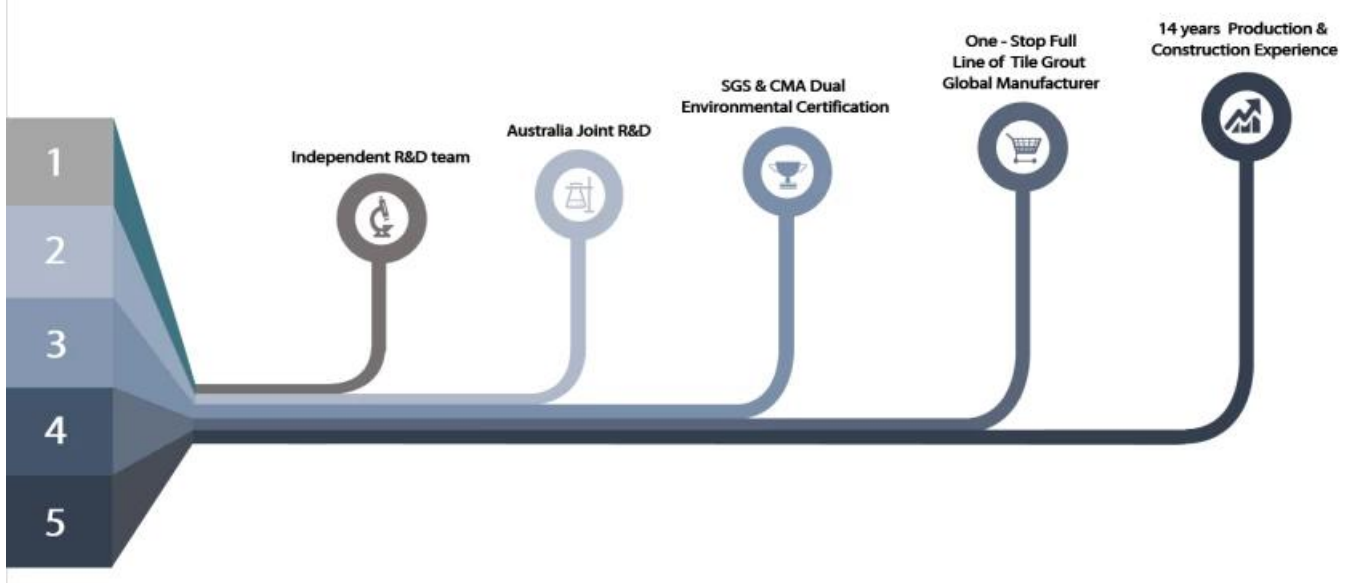 1
2
3
4
5
Independent R&D team
Australia Joint R&D
SGS & CMA Dual
Environmental Certification
One - Stop Full
Line of Tile Grout
Global Manufacturer
14 years Production &
Construction Experience